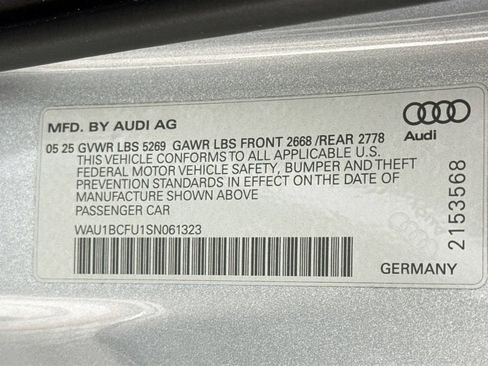 MFD. BY AUDI AG
05 25 GVWR LBS 5269 GAWR LBS FRONT 2668 /REAR 2778
THIS VEHICLE CONFORMS TO ALL APPLICABLE U.S.
FEDERAL MOTOR VEHICLE SAFETY, BUMPER AND THEFT
PREVENTION STANDARDS IN EFFECT ON THE DATE OF
MANUFACTURE SHOWN ABOVE
PASSENGER CAR
WAU1BCFU1SN061323
Audi
2153568
GERMANY